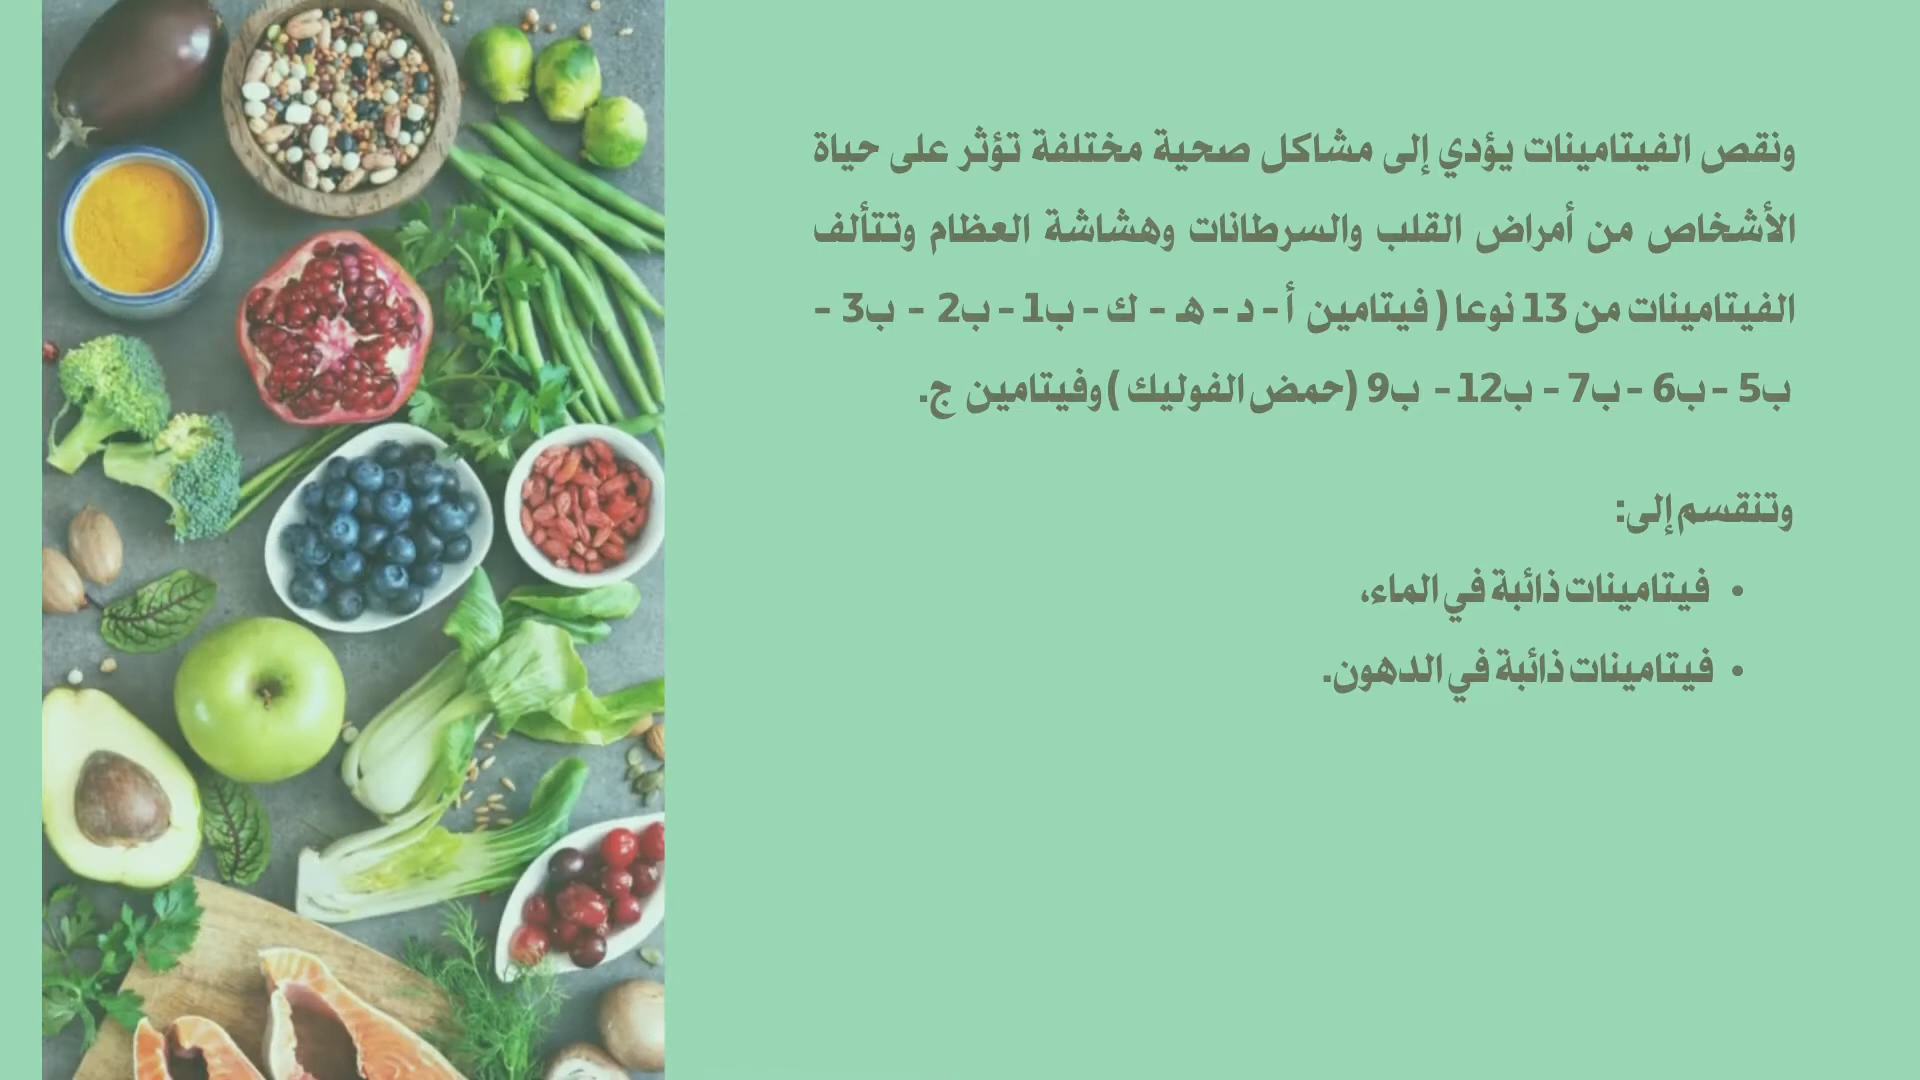 ونقص الفيتامينات يؤدي إلى مشاكل صحية مختلفة تؤثر على حياة
الأشخاص من أمراض القلب والسرطانات وهشاشة العظام وتتألف
الفيتامينات من 13 نوعا ( فيتامين أ - د - هـ - ك - ب1 - ب2 - ب3 -
ب5 - ب6 - ب7 - ب12 - ب9 (حمض الفوليك ) وفيتامين ج.
وتنقسم إلى:
• فيتامينات ذائبة في الماء،
• فيتامينات ذائبة في الدهون.